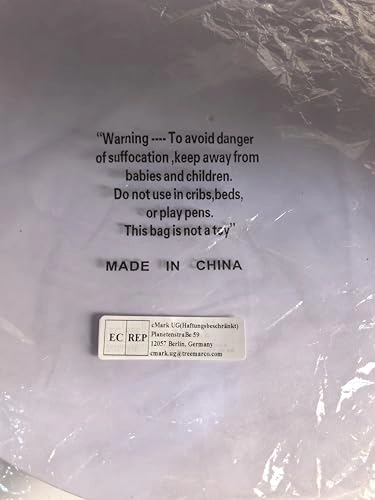 “Warning ---- To avoid danger
of suffocation ,keep away from
babies and children.
Do not use in cribs,beds,
or play pens.
This bag is not a toy”
MADE IN CHINA
EC REP
cMark UG(Haftungsbeschränkt)
Planetenstraße 59
12057 Berlin, Germany
cmark.ug@treemarco.com